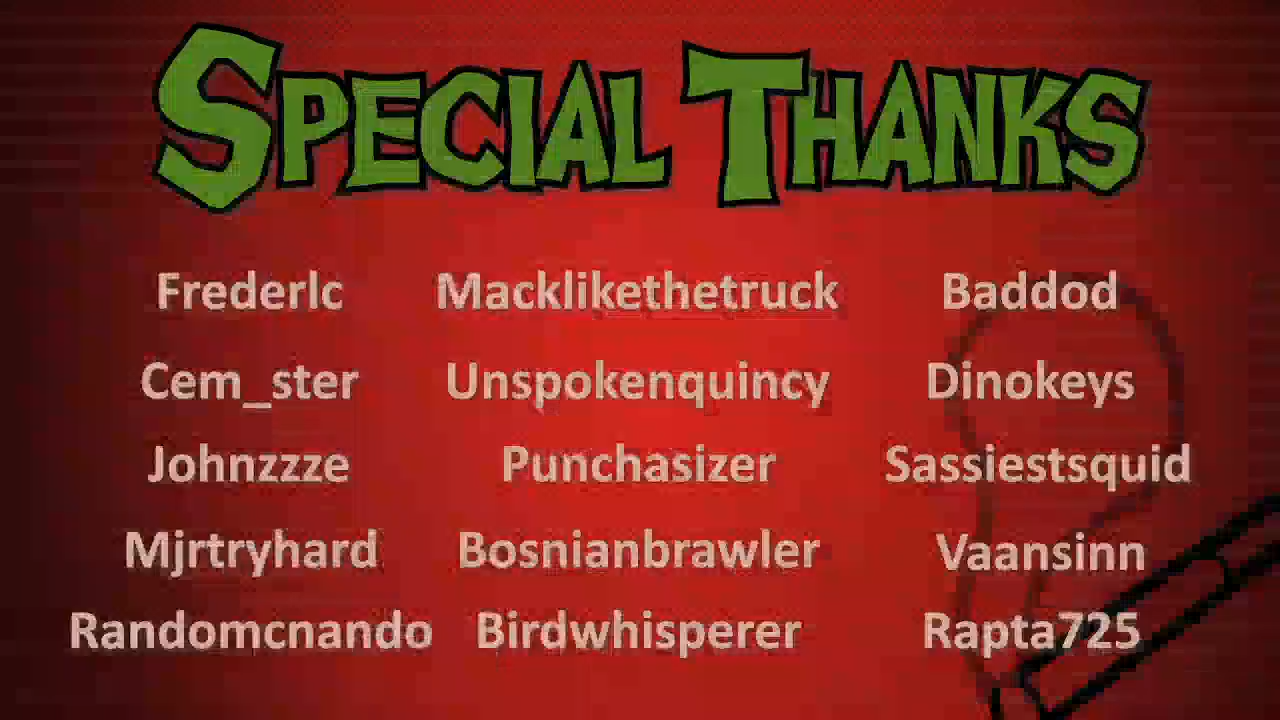 SPECIAL THANKS
Frederlc Macklikethetruck Baddod
Cem_ster Unspokenquincy Dinokeys
Johnzzze Punchasizer Sassiestsquid
Mjrtryhard Bosnianbrawler Vaansinn
Randomcnando Birdwhisperer Rapta725